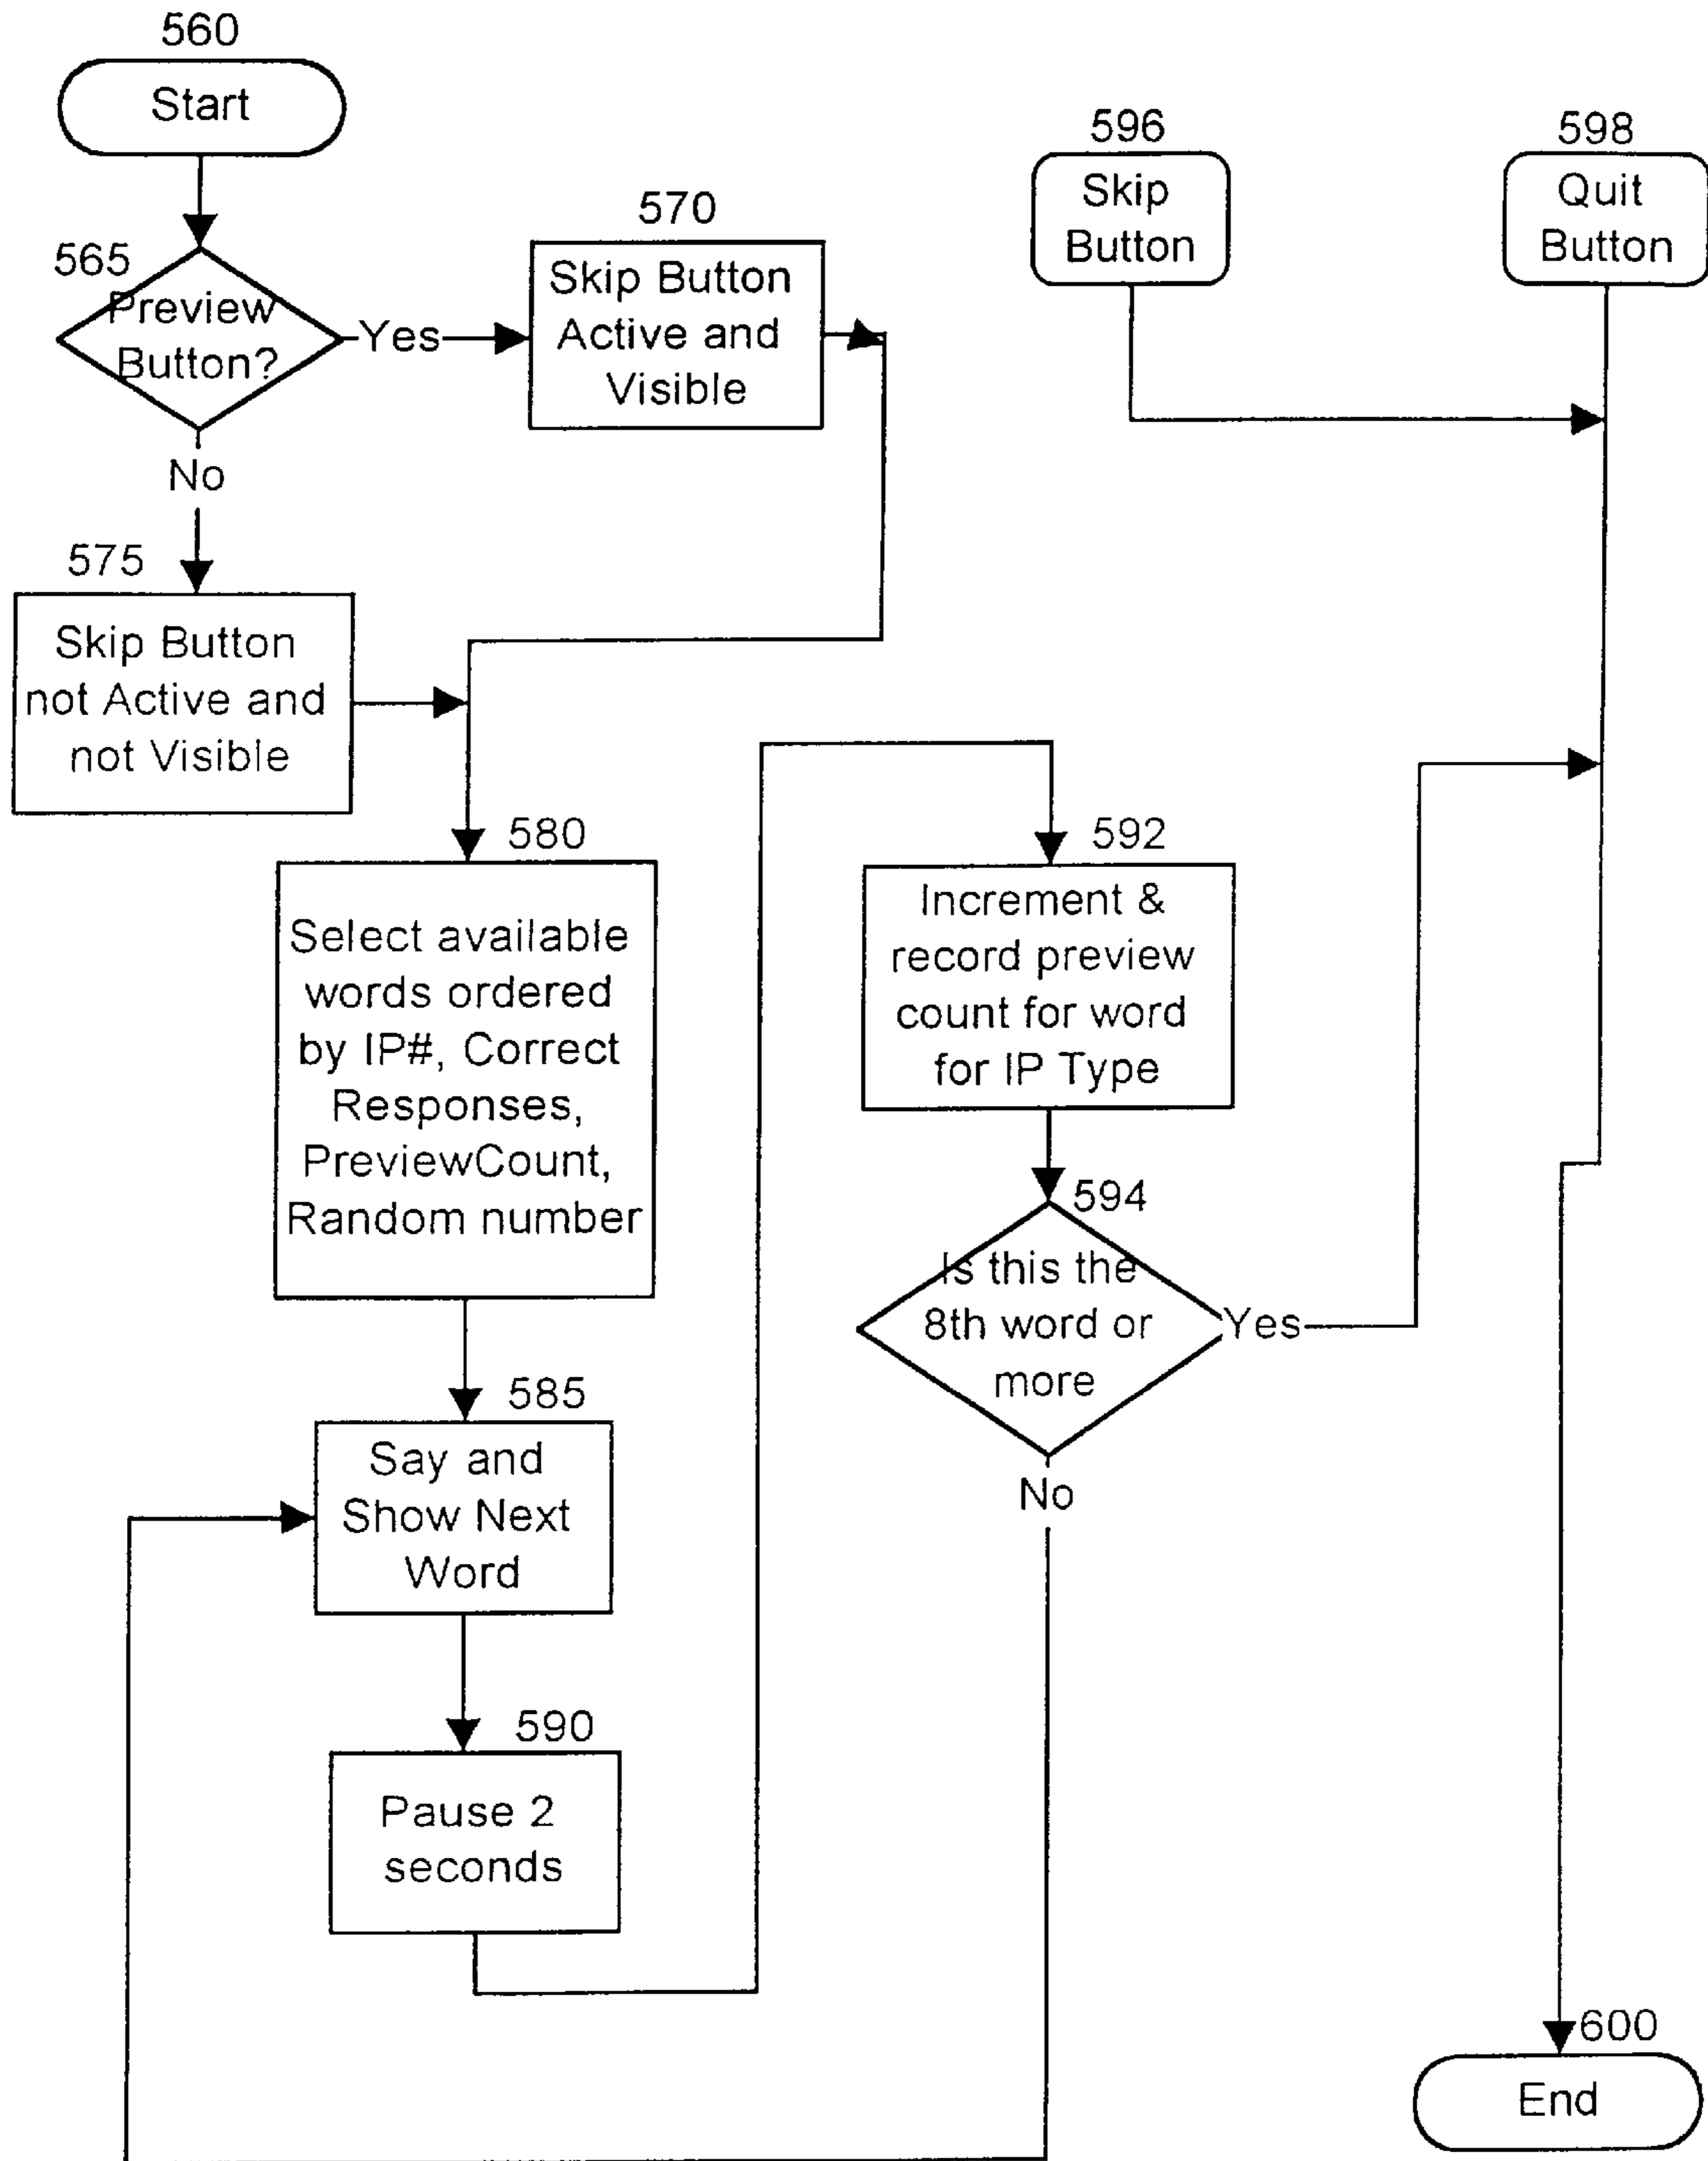 560
Start
565
Preview
Button?
Yes
570
Skip Button
Active and
Visible
No
575
Skip Button
not Active and
not Visible
580
Select available
words ordered
by IP#, Correct
Responses,
PreviewCount,
Random number
585
Say and
Show Next
Word
590
Pause 2
seconds
592
Increment &
record preview
count for word
for IP Type
594
Is this the
8th word or
more
Yes
No
596
Skip
Button
598
Quit
Button
600
End